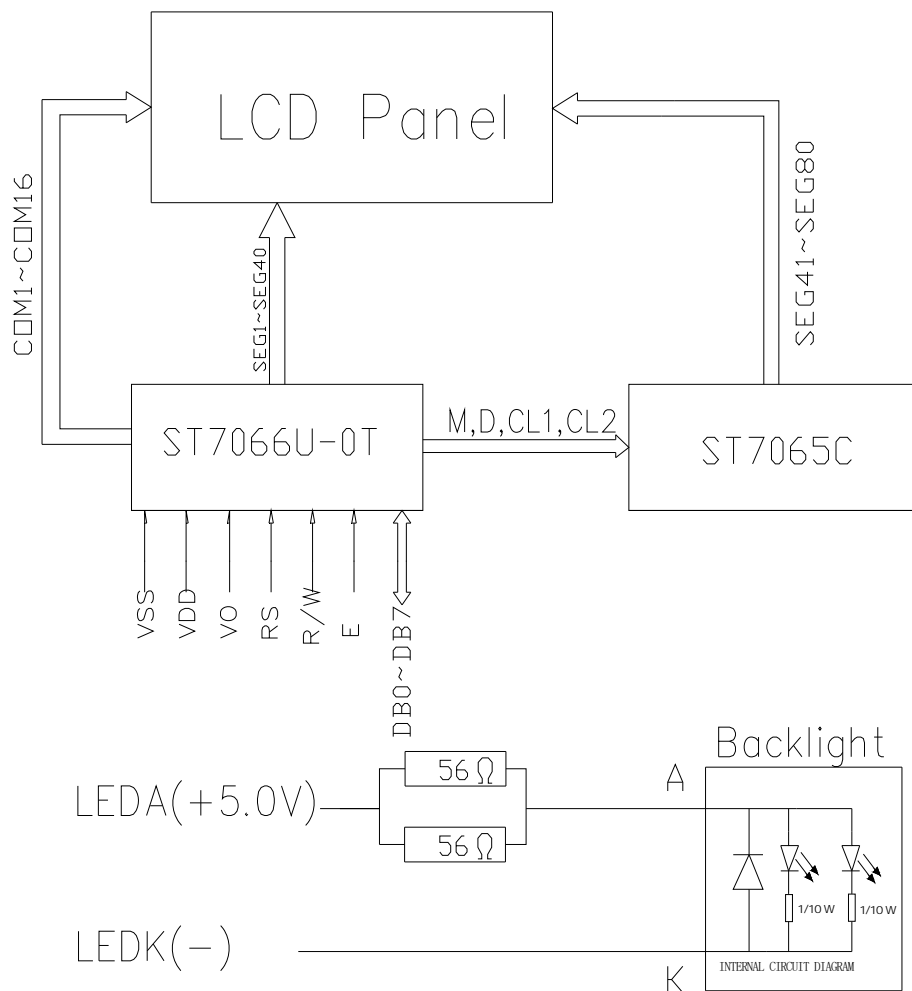 LCD Panel
COM1~COM16
SEG1~SEG40
SEG41~SEG80
ST7066U-0T
M,D,CL1,CL2
ST7065C
VSS
VDD
VO
RS
R/W
E
DB0~DB7
Backlight
LEDA(+5.0V)
56Ω
56Ω
A
1/10W
1/10W
LEDK(-)
K
INTERNAL CIRCUIT DIAGRAM